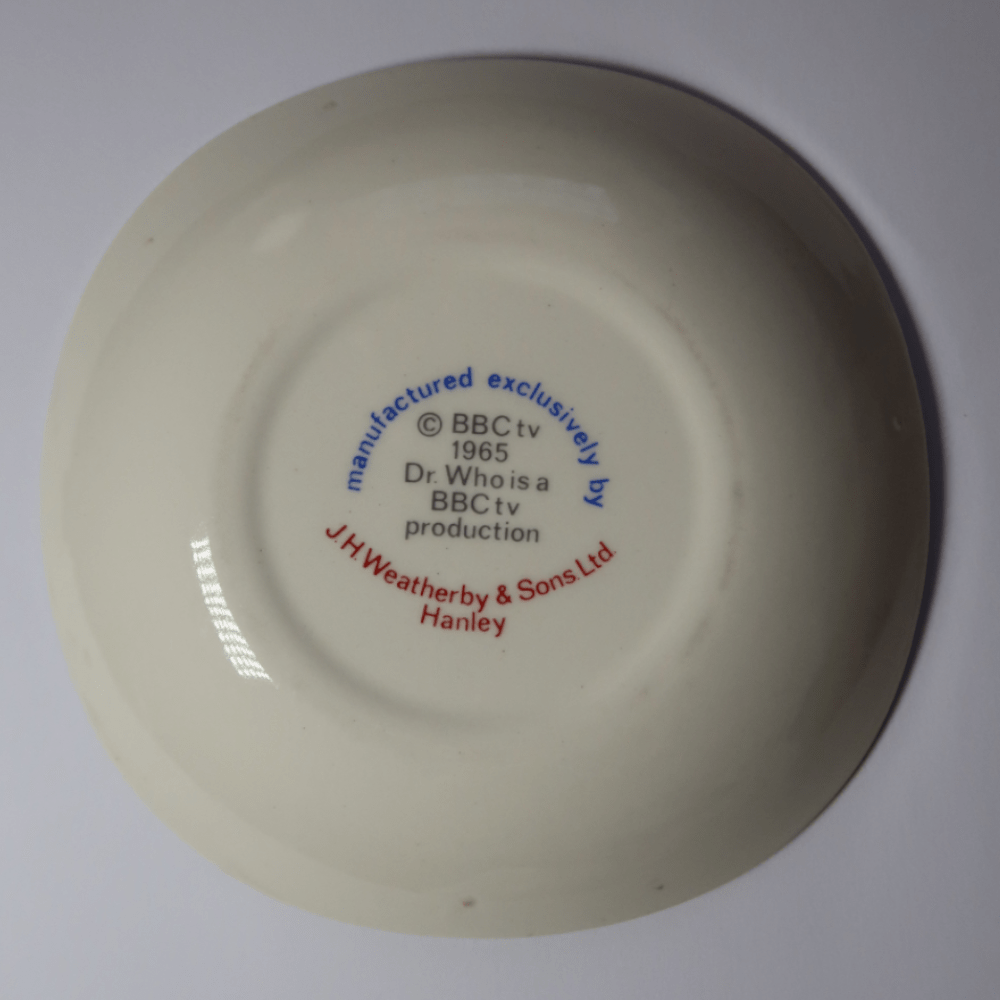 manufactured exclusively by
© BBC tv
1965
Dr. Who is a
BBC tv
production
J.H.Weatherby & Sons.Ltd.
Hanley